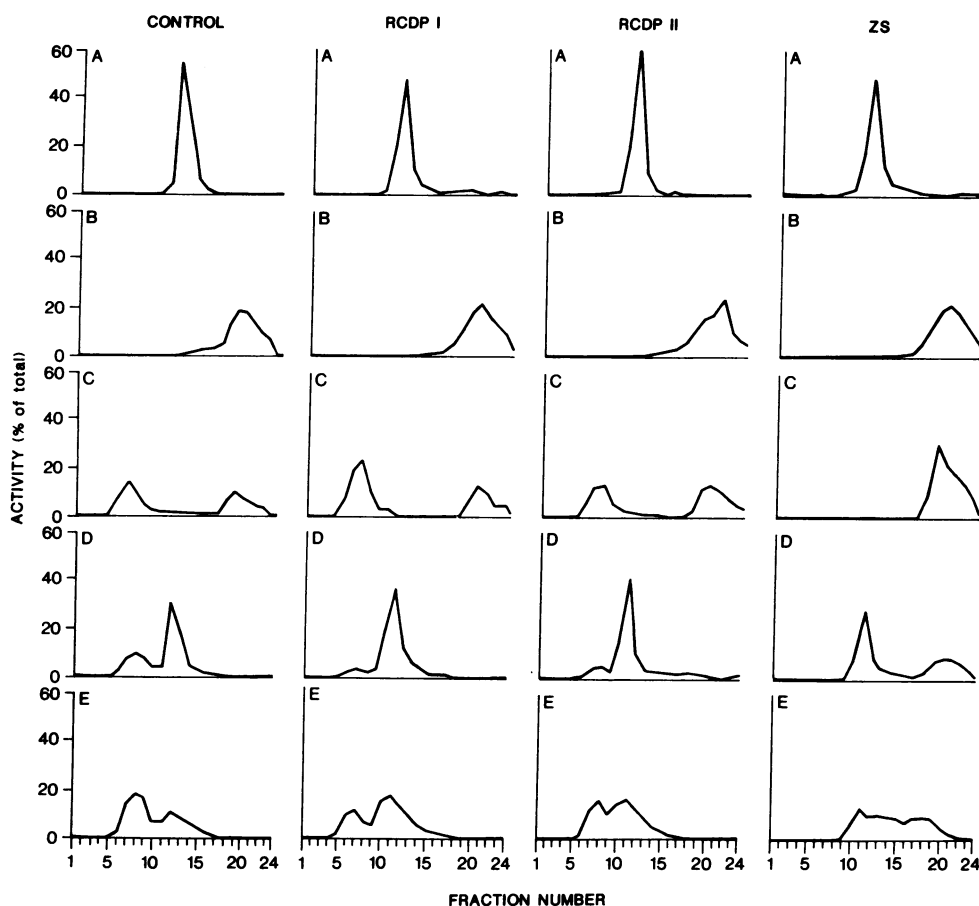 CONTROL RCDP I RCDP II ZS
60 A A A A
40
20
0
60 B B B B
40
20
0
60 C C C C
40
20
0
60 D D D D
40
20
0
60 E E E E
40
20
0
1 5 10 15 20 24 1 5 10 15 20 24 1 5 10 15 20 24 1 5 10 15 20 24
ACTIVITY (% of total)
FRACTION NUMBER